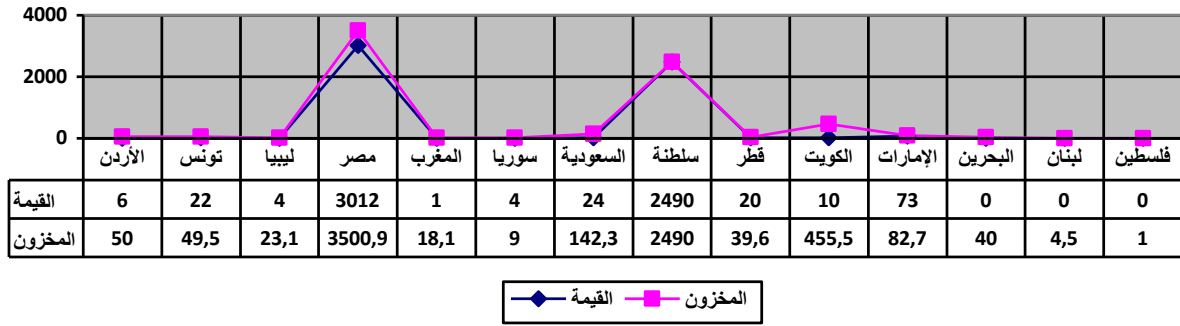 4000
2000
0
الأردن تونس ليبيا مصر المغرب سوريا السعودية سلطنة قطر الكويت الإمارات البحرين لبنان فلسطين
القيمة 6 22 4 3012 1 4 24 2490 20 10 73 0 0 0
المخزون 50 49,5 23,1 3500,9 18,1 9 142,3 2490 39,6 455,5 82,7 40 4,5 1
القيمة المخزون